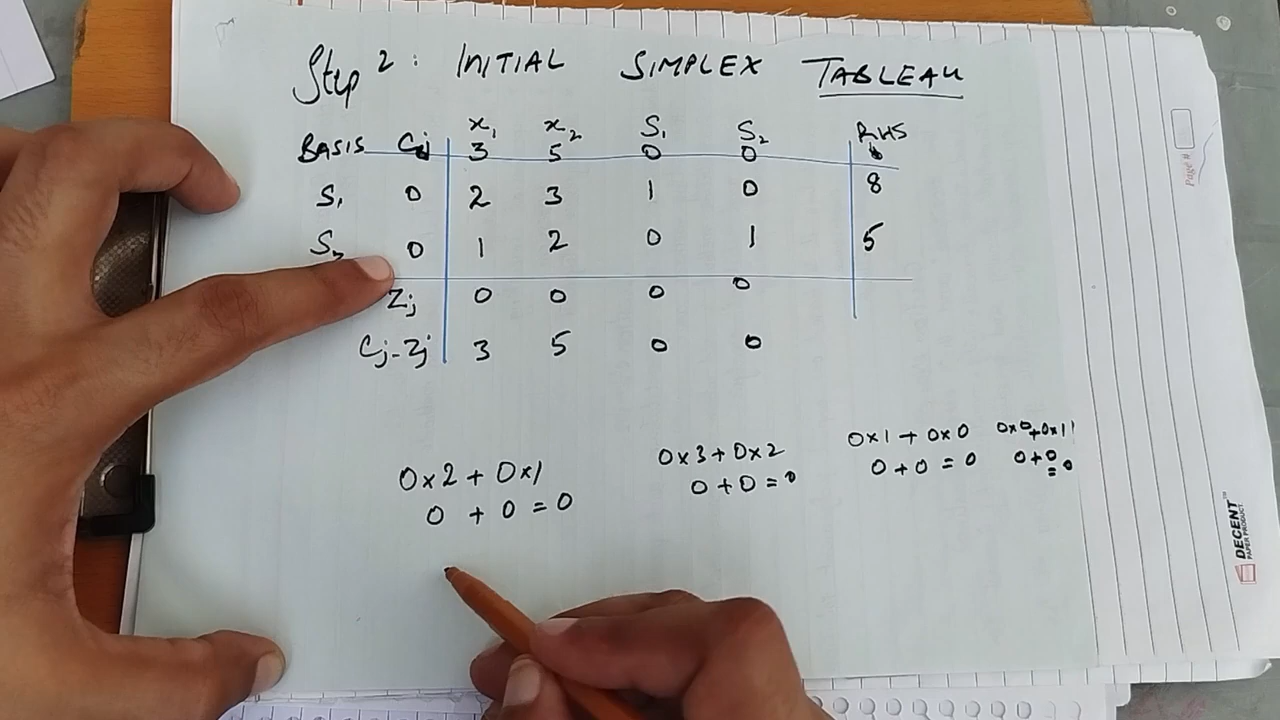 Step 2: INITIAL SIMPLEX TABLEAU
x1 x2 S1 S2 RHS
BASIS Cj 3 5 0 0
S1 0 2 3 1 0 8
S2 0 1 2 0 1 5
Zj 0 0 0 0
Cj-Zj 3 5 0 0
0x2 + 0x1
0 + 0 = 0
0x3+0x2
0+0=0
0x1+0x0
0+0=0
0x0+0x1
0+0
=0
Page #
DECENT
PAPER PRODUCT